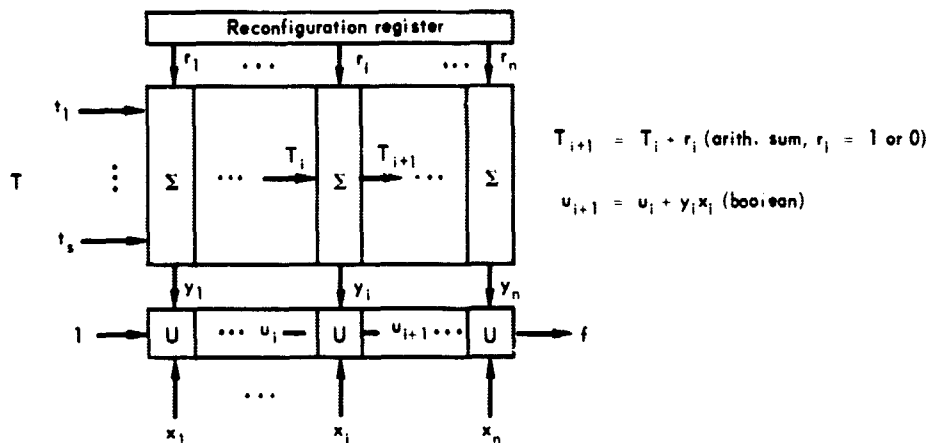 Reconfiguration register
r₁ ... rᵢ ... rₙ
t₁
T ⋮ Σ ... Tᵢ Σ Tᵢ₊₁ ... Σ
tₛ
Tᵢ₊₁ = Tᵢ + rᵢ (arith. sum, rᵢ = 1 or 0)
uᵢ₊₁ = uᵢ + yᵢxᵢ (boolean)
y₁ yᵢ yₙ
1 U ... uᵢ U uᵢ₊₁ ... U f
...
x₁ xᵢ xₙ